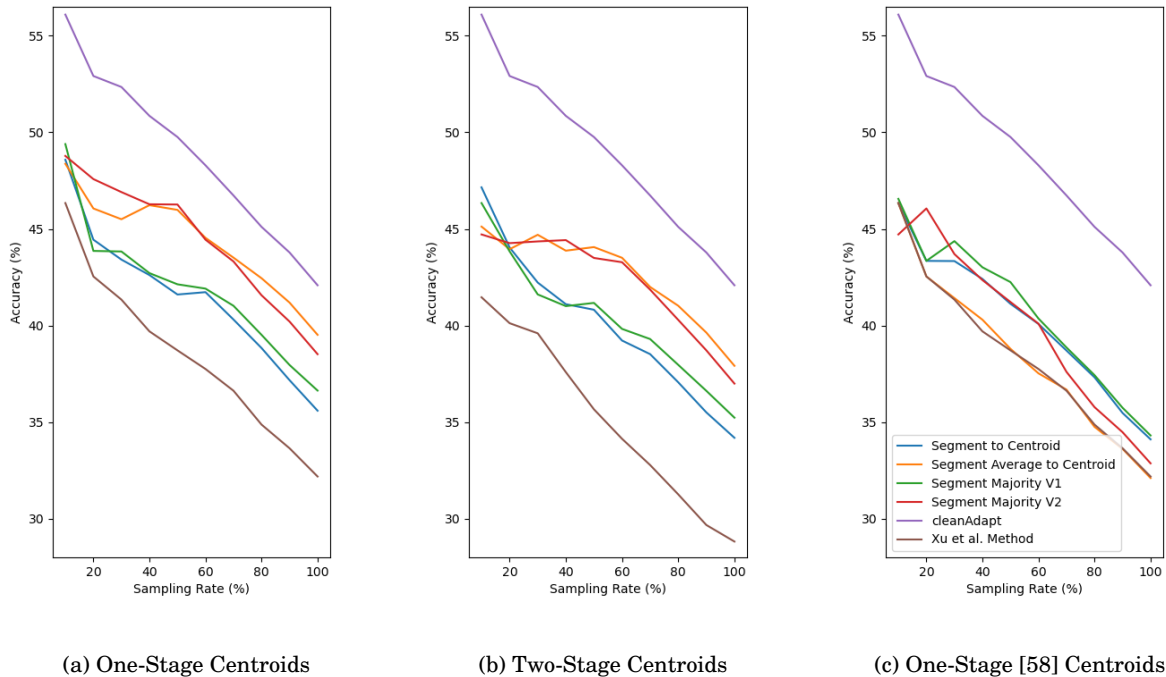 55
50
45
40
35
30
Accuracy (%)
20 40 60 80 100
Sampling Rate (%)
(a) One-Stage Centroids
55
50
45
40
35
30
Accuracy (%)
20 40 60 80 100
Sampling Rate (%)
(b) Two-Stage Centroids
55
50
45
40
35
30
Accuracy (%)
Segment to Centroid
Segment Average to Centroid
Segment Majority V1
Segment Majority V2
cleanAdapt
Xu et al. Method
20 40 60 80 100
Sampling Rate (%)
(c) One-Stage [58] Centroids